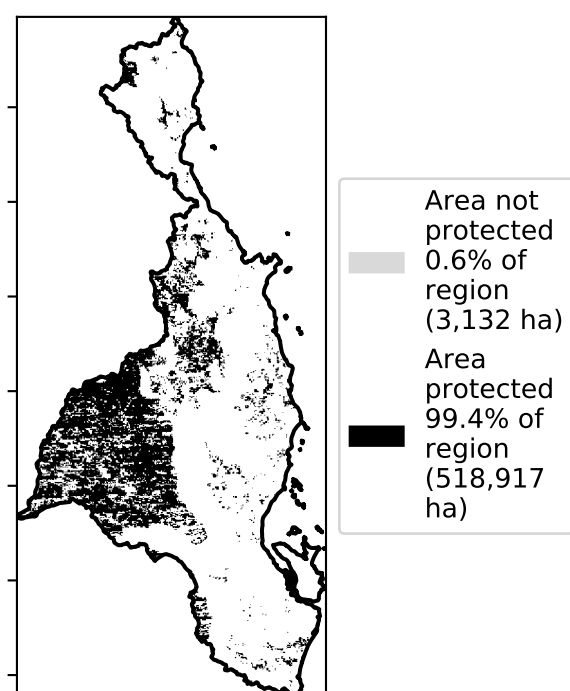 Area not
protected
0.6% of
region
(3,132 ha)
Area
protected
99.4% of
region
(518,917
ha)